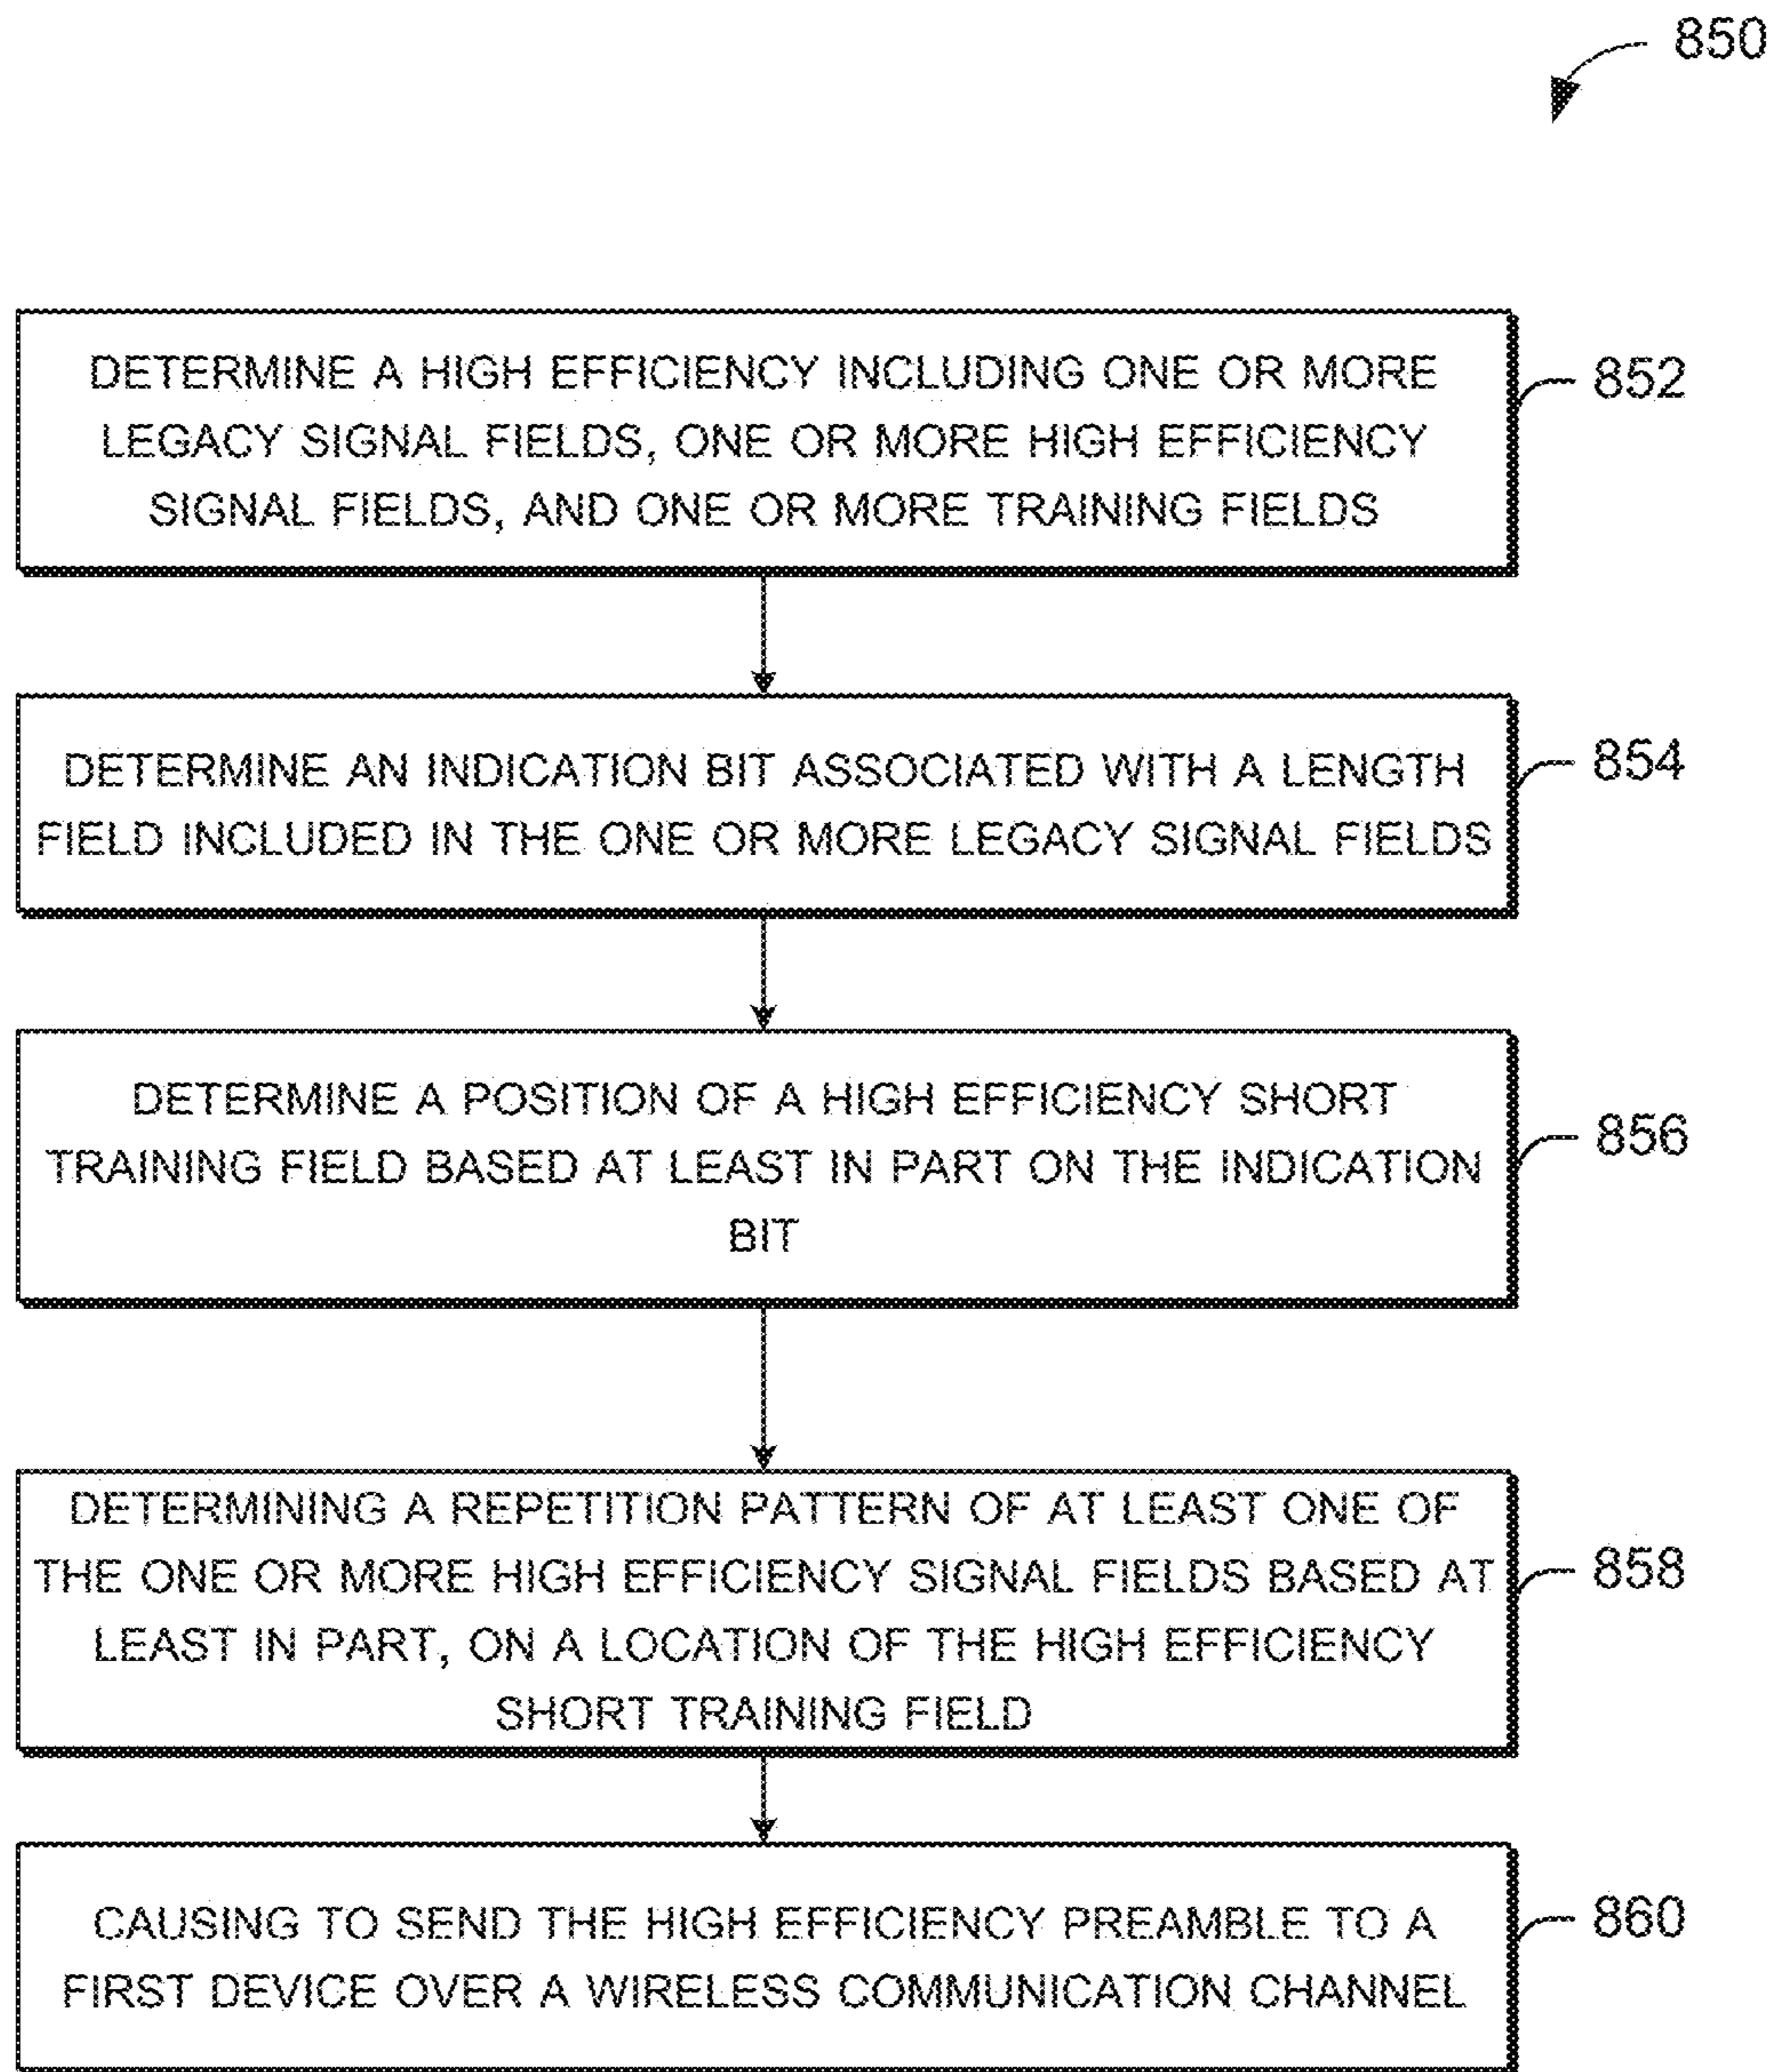 850
DETERMINE A HIGH EFFICIENCY INCLUDING ONE OR MORE
LEGACY SIGNAL FIELDS, ONE OR MORE HIGH EFFICIENCY
SIGNAL FIELDS, AND ONE OR MORE TRAINING FIELDS
852
DETERMINE AN INDICATION BIT ASSOCIATED WITH A LENGTH
FIELD INCLUDED IN THE ONE OR MORE LEGACY SIGNAL FIELDS
854
DETERMINE A POSITION OF A HIGH EFFICIENCY SHORT
TRAINING FIELD BASED AT LEAST IN PART ON THE INDICATION
BIT
856
DETERMINING A REPETITION PATTERN OF AT LEAST ONE OF
THE ONE OR MORE HIGH EFFICIENCY SIGNAL FIELDS BASED AT
LEAST IN PART, ON A LOCATION OF THE HIGH EFFICIENCY
SHORT TRAINING FIELD
858
CAUSING TO SEND THE HIGH EFFICIENCY PREAMBLE TO A
FIRST DEVICE OVER A WIRELESS COMMUNICATION CHANNEL
860